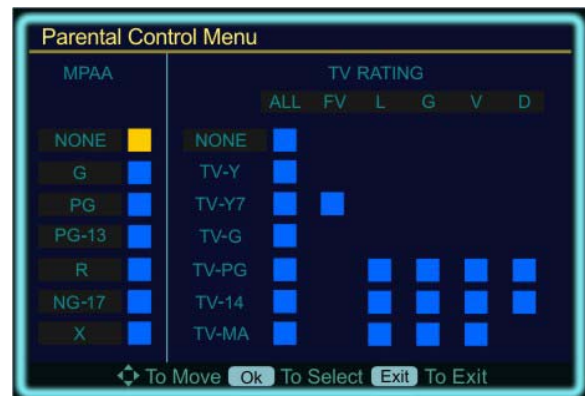 Parental Control Menu
MPAA TV RATING
ALL FV L G V D
NONE NONE
G TV-Y
PG TV-Y7
PG-13 TV-G
R TV-PG
NG-17 TV-14
X TV-MA
To Move Ok To Select Exit To Exit